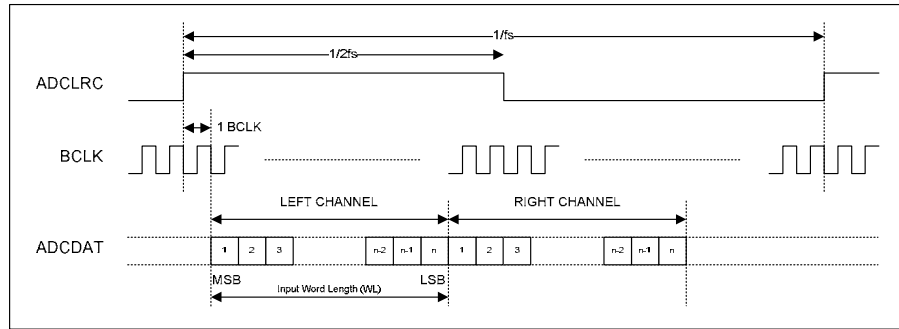 1/fs
1/2fs
ADCLRC
1 BCLK
BCLK
LEFT CHANNEL RIGHT CHANNEL
ADCDAT 1 2 3 n-2 n-1 n 1 2 3 n-2 n-1 n
MSB LSB
Input Word Length (WL)